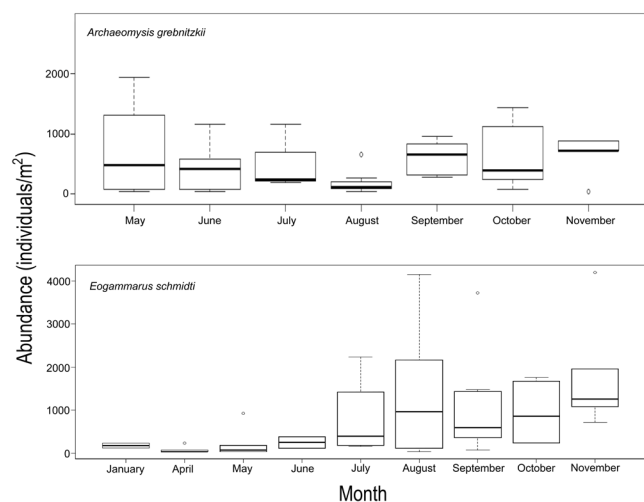 Archaeomysis grebnitzkii
2000
1000
0
May June July August September October November
Abundance (individuals/m²)
Eogammarus schmidti
4000
3000
2000
1000
0
January April May June July August September October November
Month